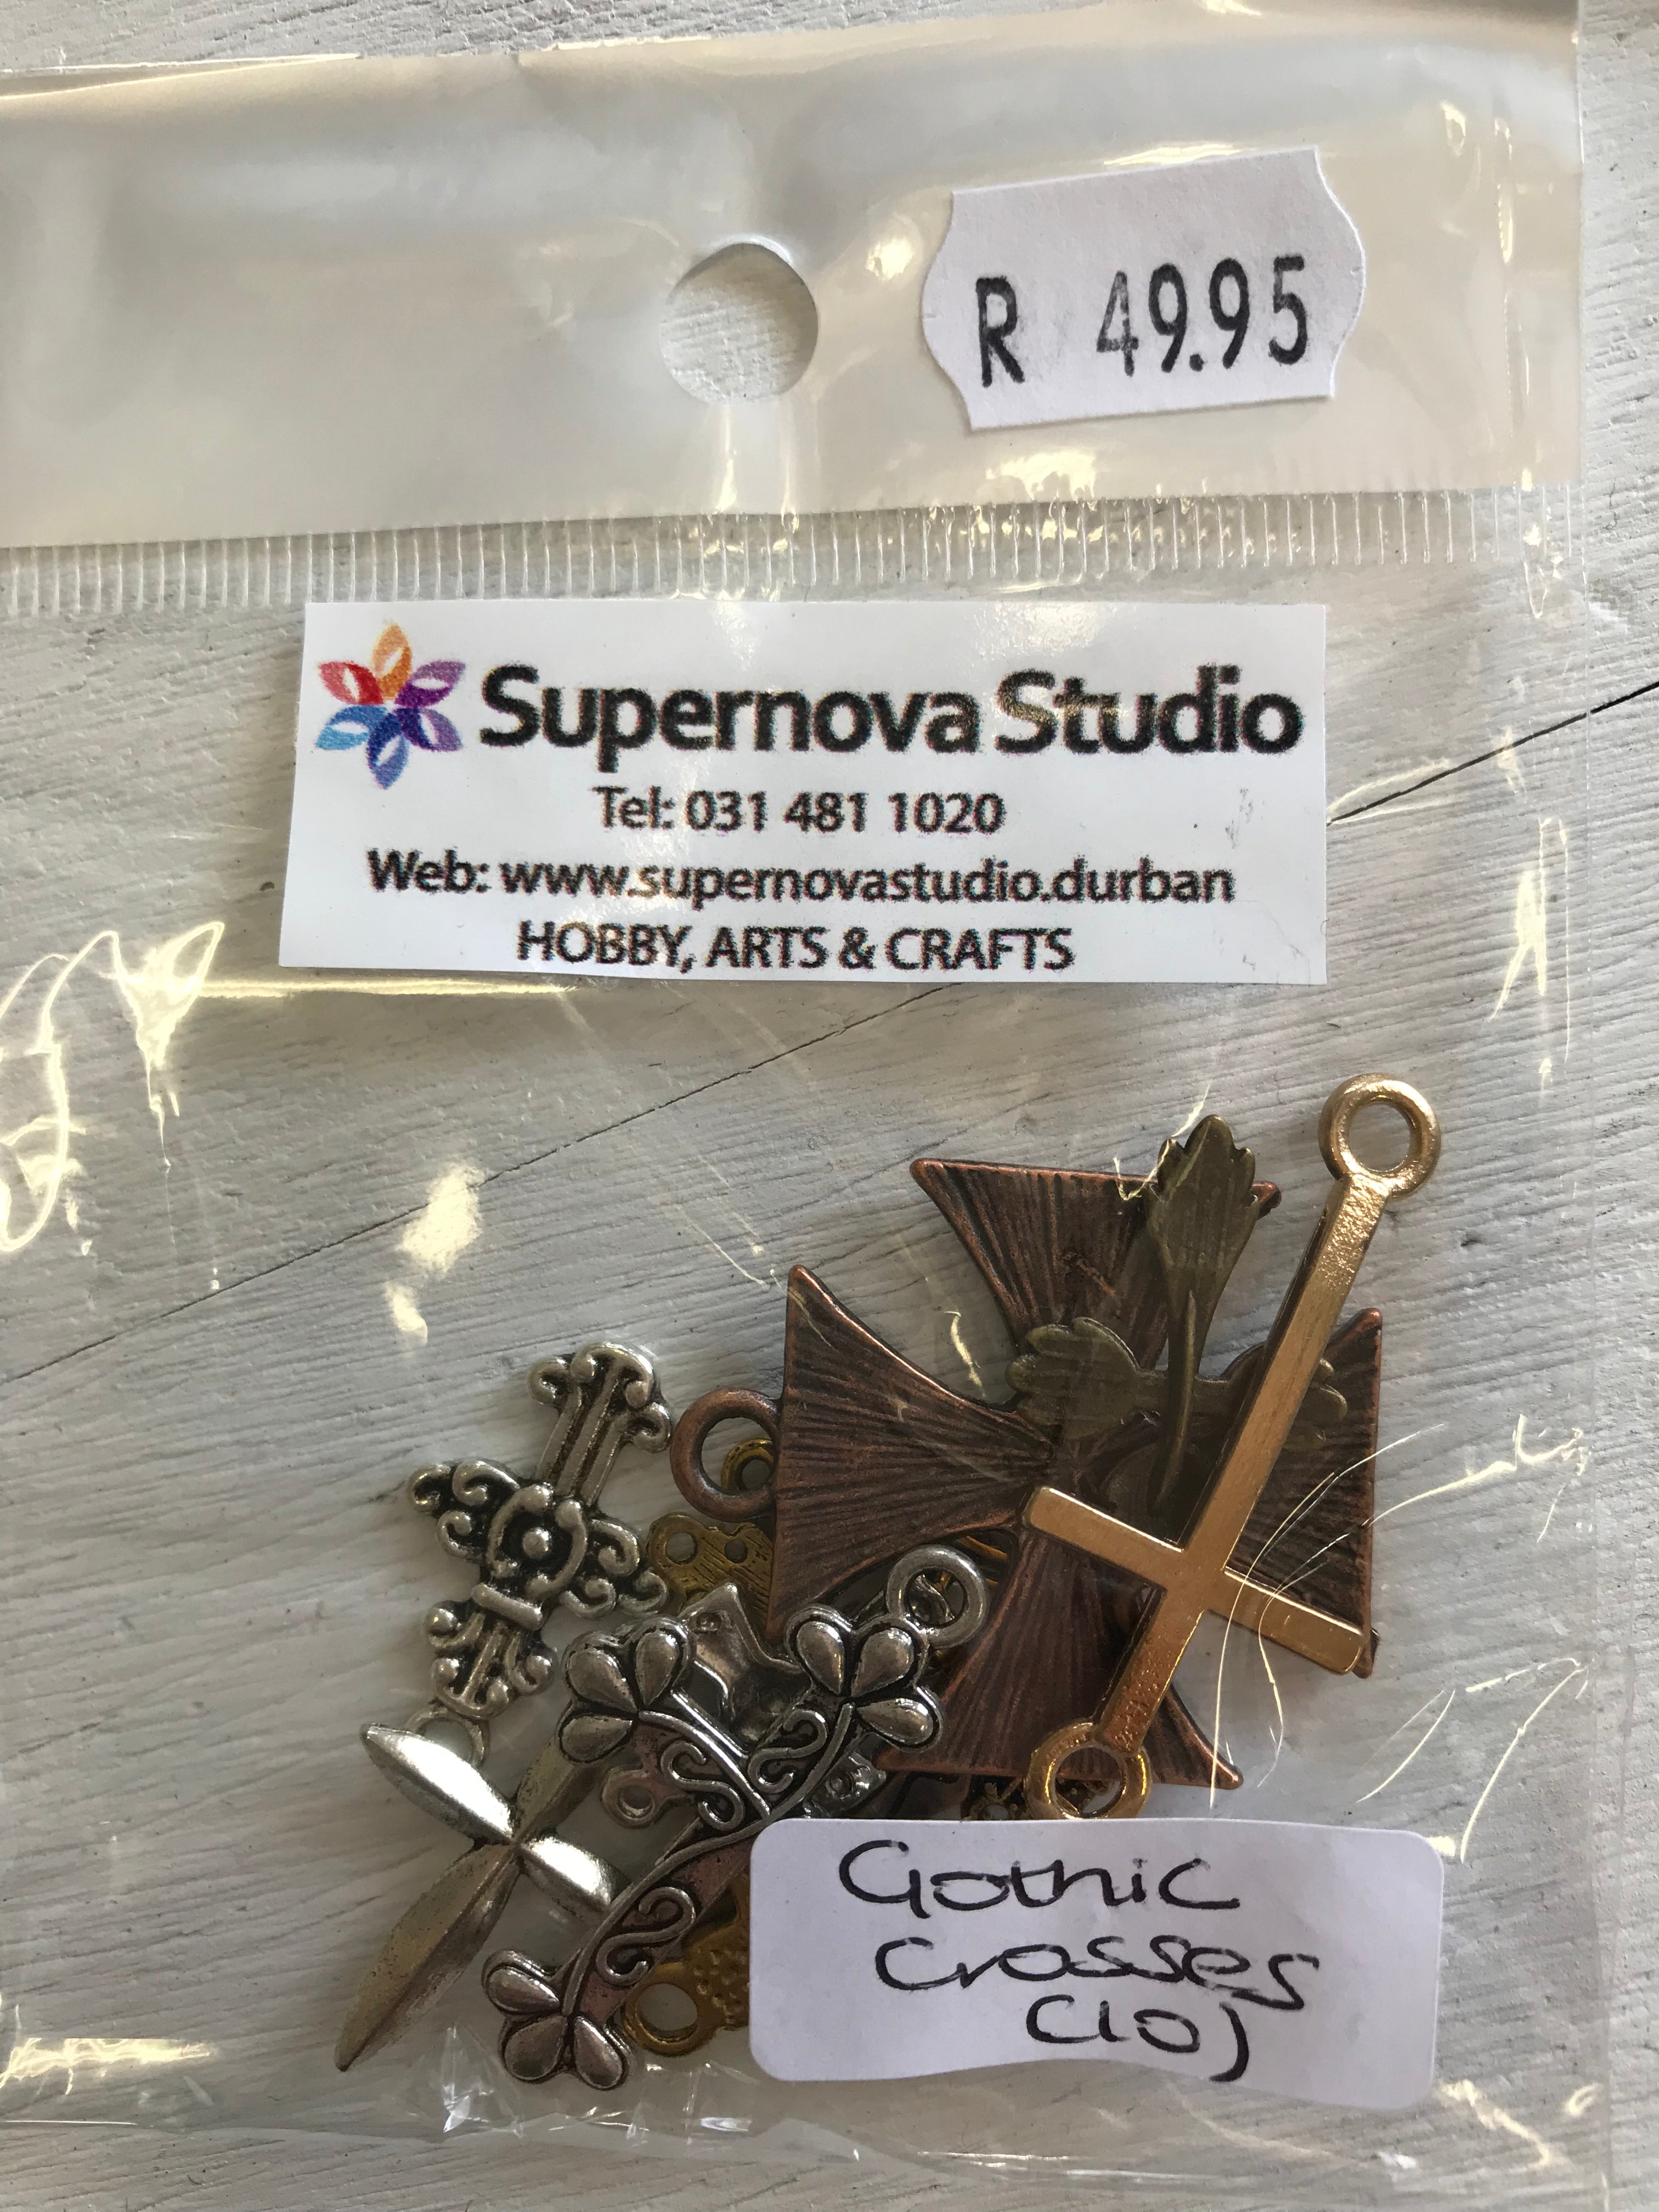 R 49.95
Supernova Studio
Tel: 031 481 1020
Web: www.supernovastudio.durban
HOBBY, ARTS & CRAFTS
Gothic
Crosses
(10)